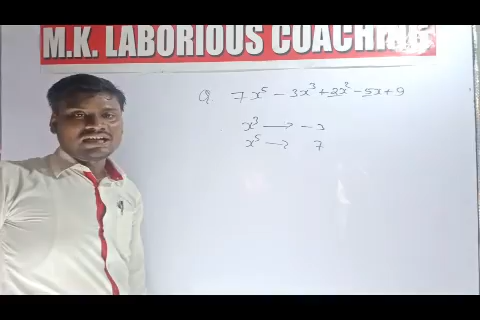 M.K. LABORIOUS COACHING
Q. 7x⁵ - 3x³ + 2x² - 5x + 9
x³ → -3
x⁵ → 7